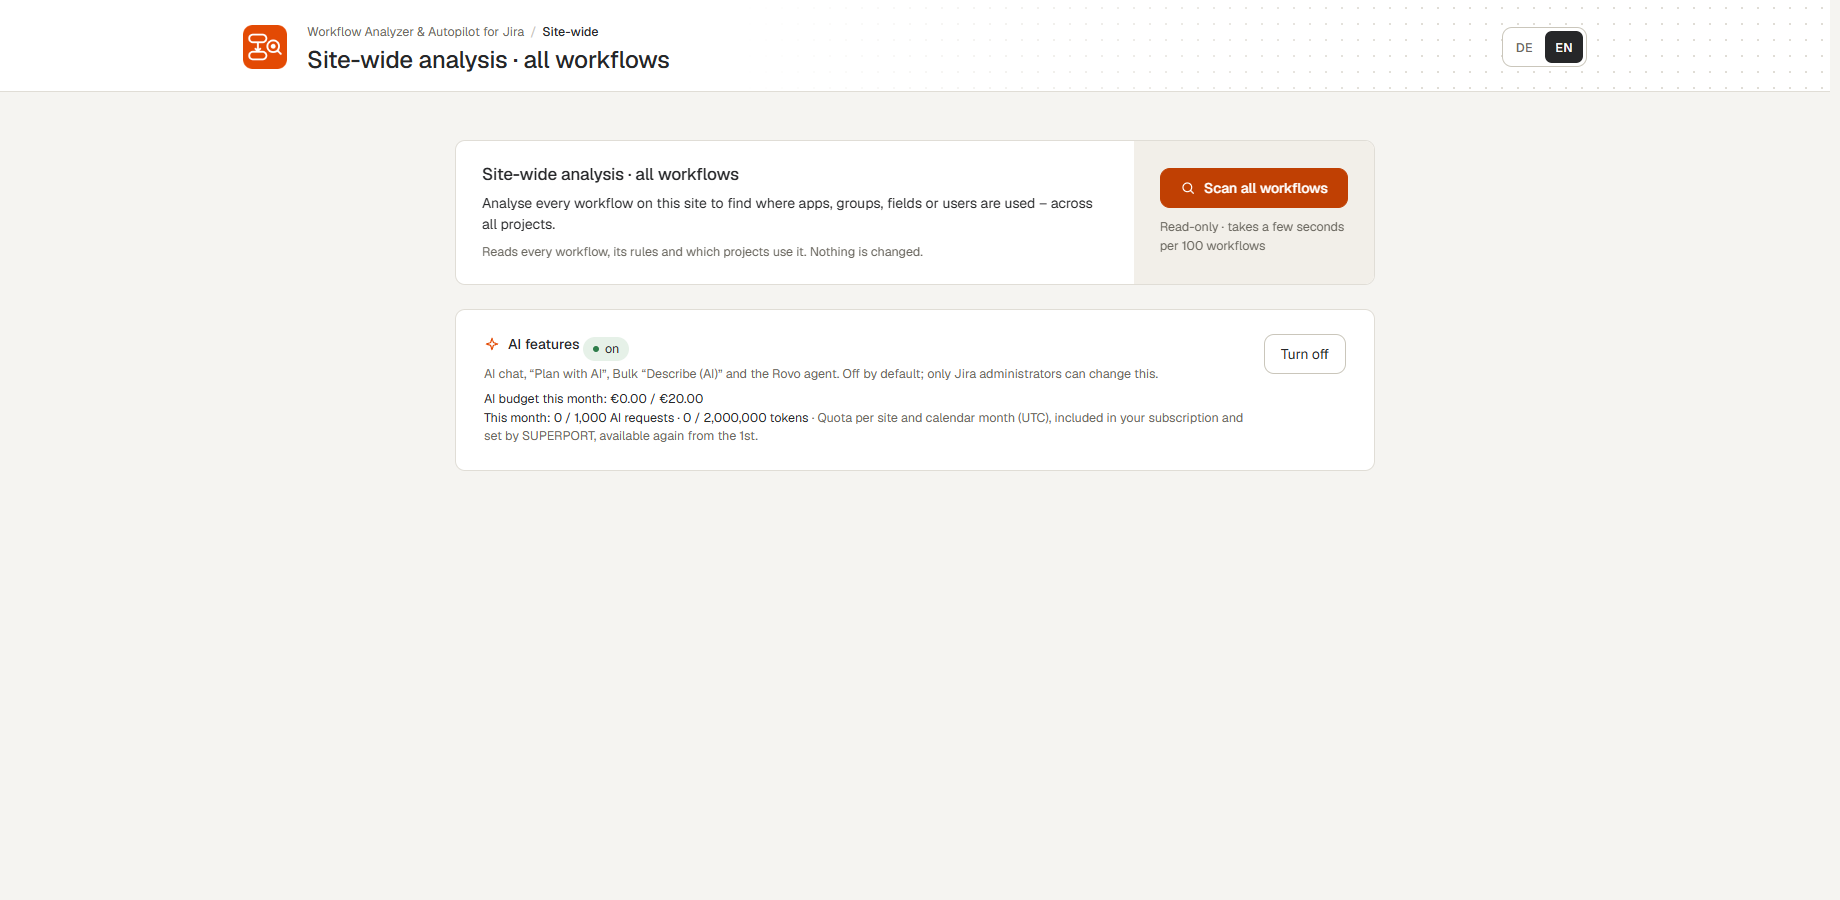 Workflow Analyzer & Autopilot for Jira / Site-wide
Site-wide analysis · all workflows
DE EN
Site-wide analysis · all workflows
Analyse every workflow on this site to find where apps, groups, fields or users are used – across
all projects.
Reads every workflow, its rules and which projects use it. Nothing is changed.
Scan all workflows
Read-only · takes a few seconds
per 100 workflows
AI features on
Turn off
AI chat, “Plan with AI”, Bulk “Describe (AI)” and the Rovo agent. Off by default; only Jira administrators can change this.
AI budget this month: €0.00 / €20.00
This month: 0 / 1,000 AI requests · 0 / 2,000,000 tokens · Quota per site and calendar month (UTC), included in your subscription and
set by SUPERPORT, available again from the 1st.